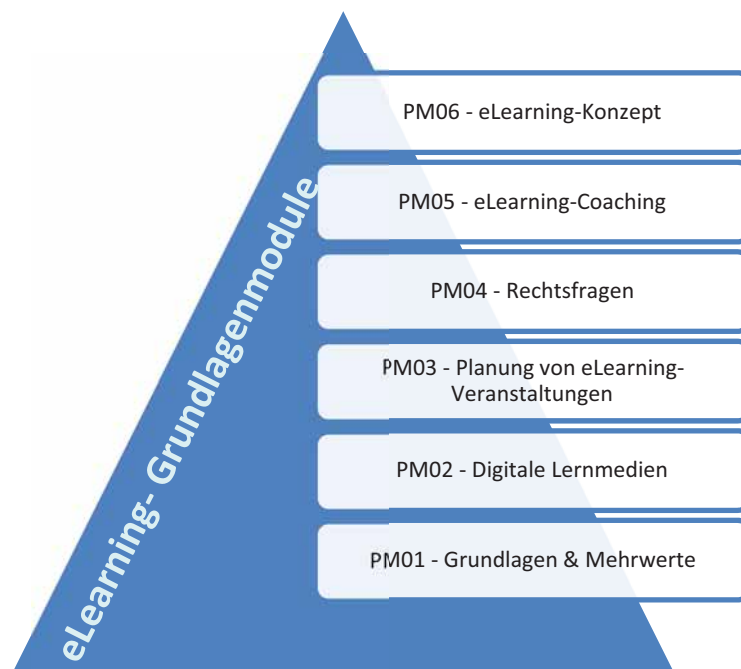 eLearning- Grundlagenmodule
PM06 - eLearning-Konzept
PM05 - eLearning-Coaching
PM04 - Rechtsfragen
PM03 - Planung von eLearning-
Veranstaltungen
PM02 - Digitale Lernmedien
PM01 - Grundlagen & Mehrwerte